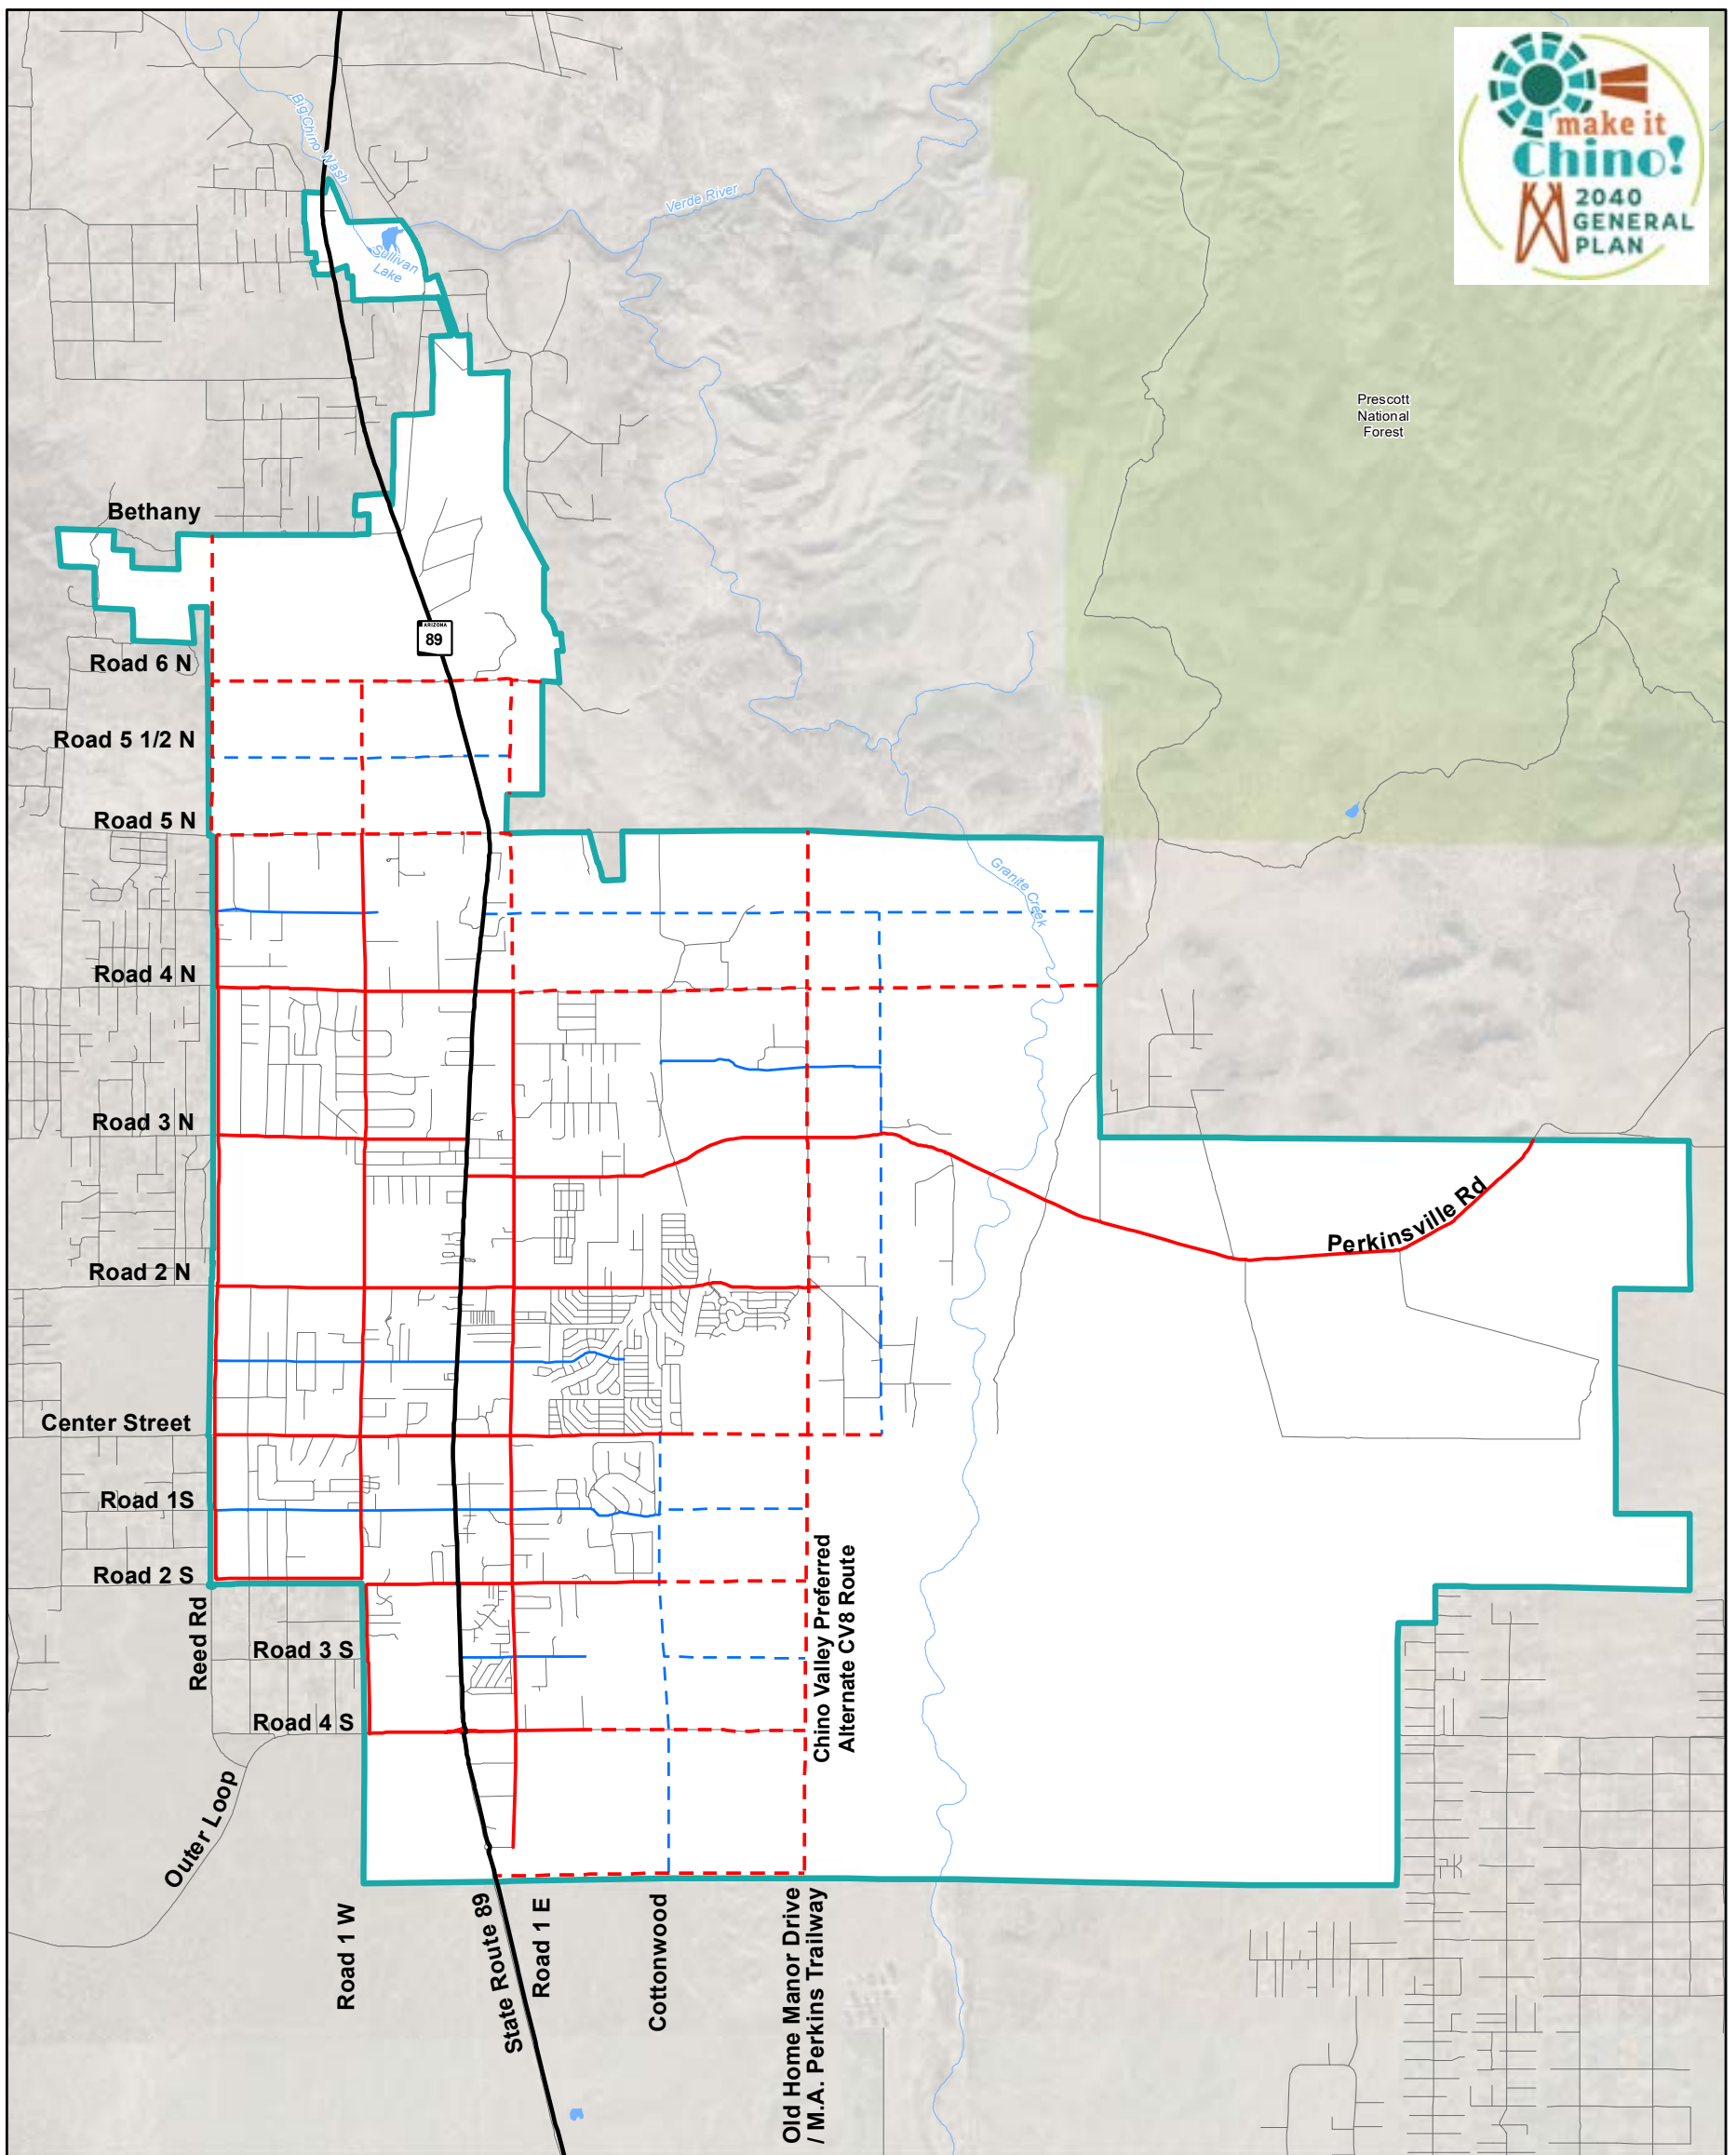 make it
Chino!
2040
GENERAL
PLAN
Big Chino Wash
Verde River
Sullivan
Lake
Prescott
National
Forest
Bethany
ARIZONA
89
Road 6 N
Road 5 1/2 N
Road 5 N
Granite Creek
Road 4 N
Road 3 N
Perkinsville Rd
Road 2 N
Center Street
Road 1S
Road 2 S
Reed Rd
Road 3 S
Road 4 S
Chino Valley Preferred
Alternate CV8 Route
Outer Loop
Road 1 W
State Route 89
Road 1 E
Cottonwood
Old Home Manor Drive
/ M.A. Perkins Trailway